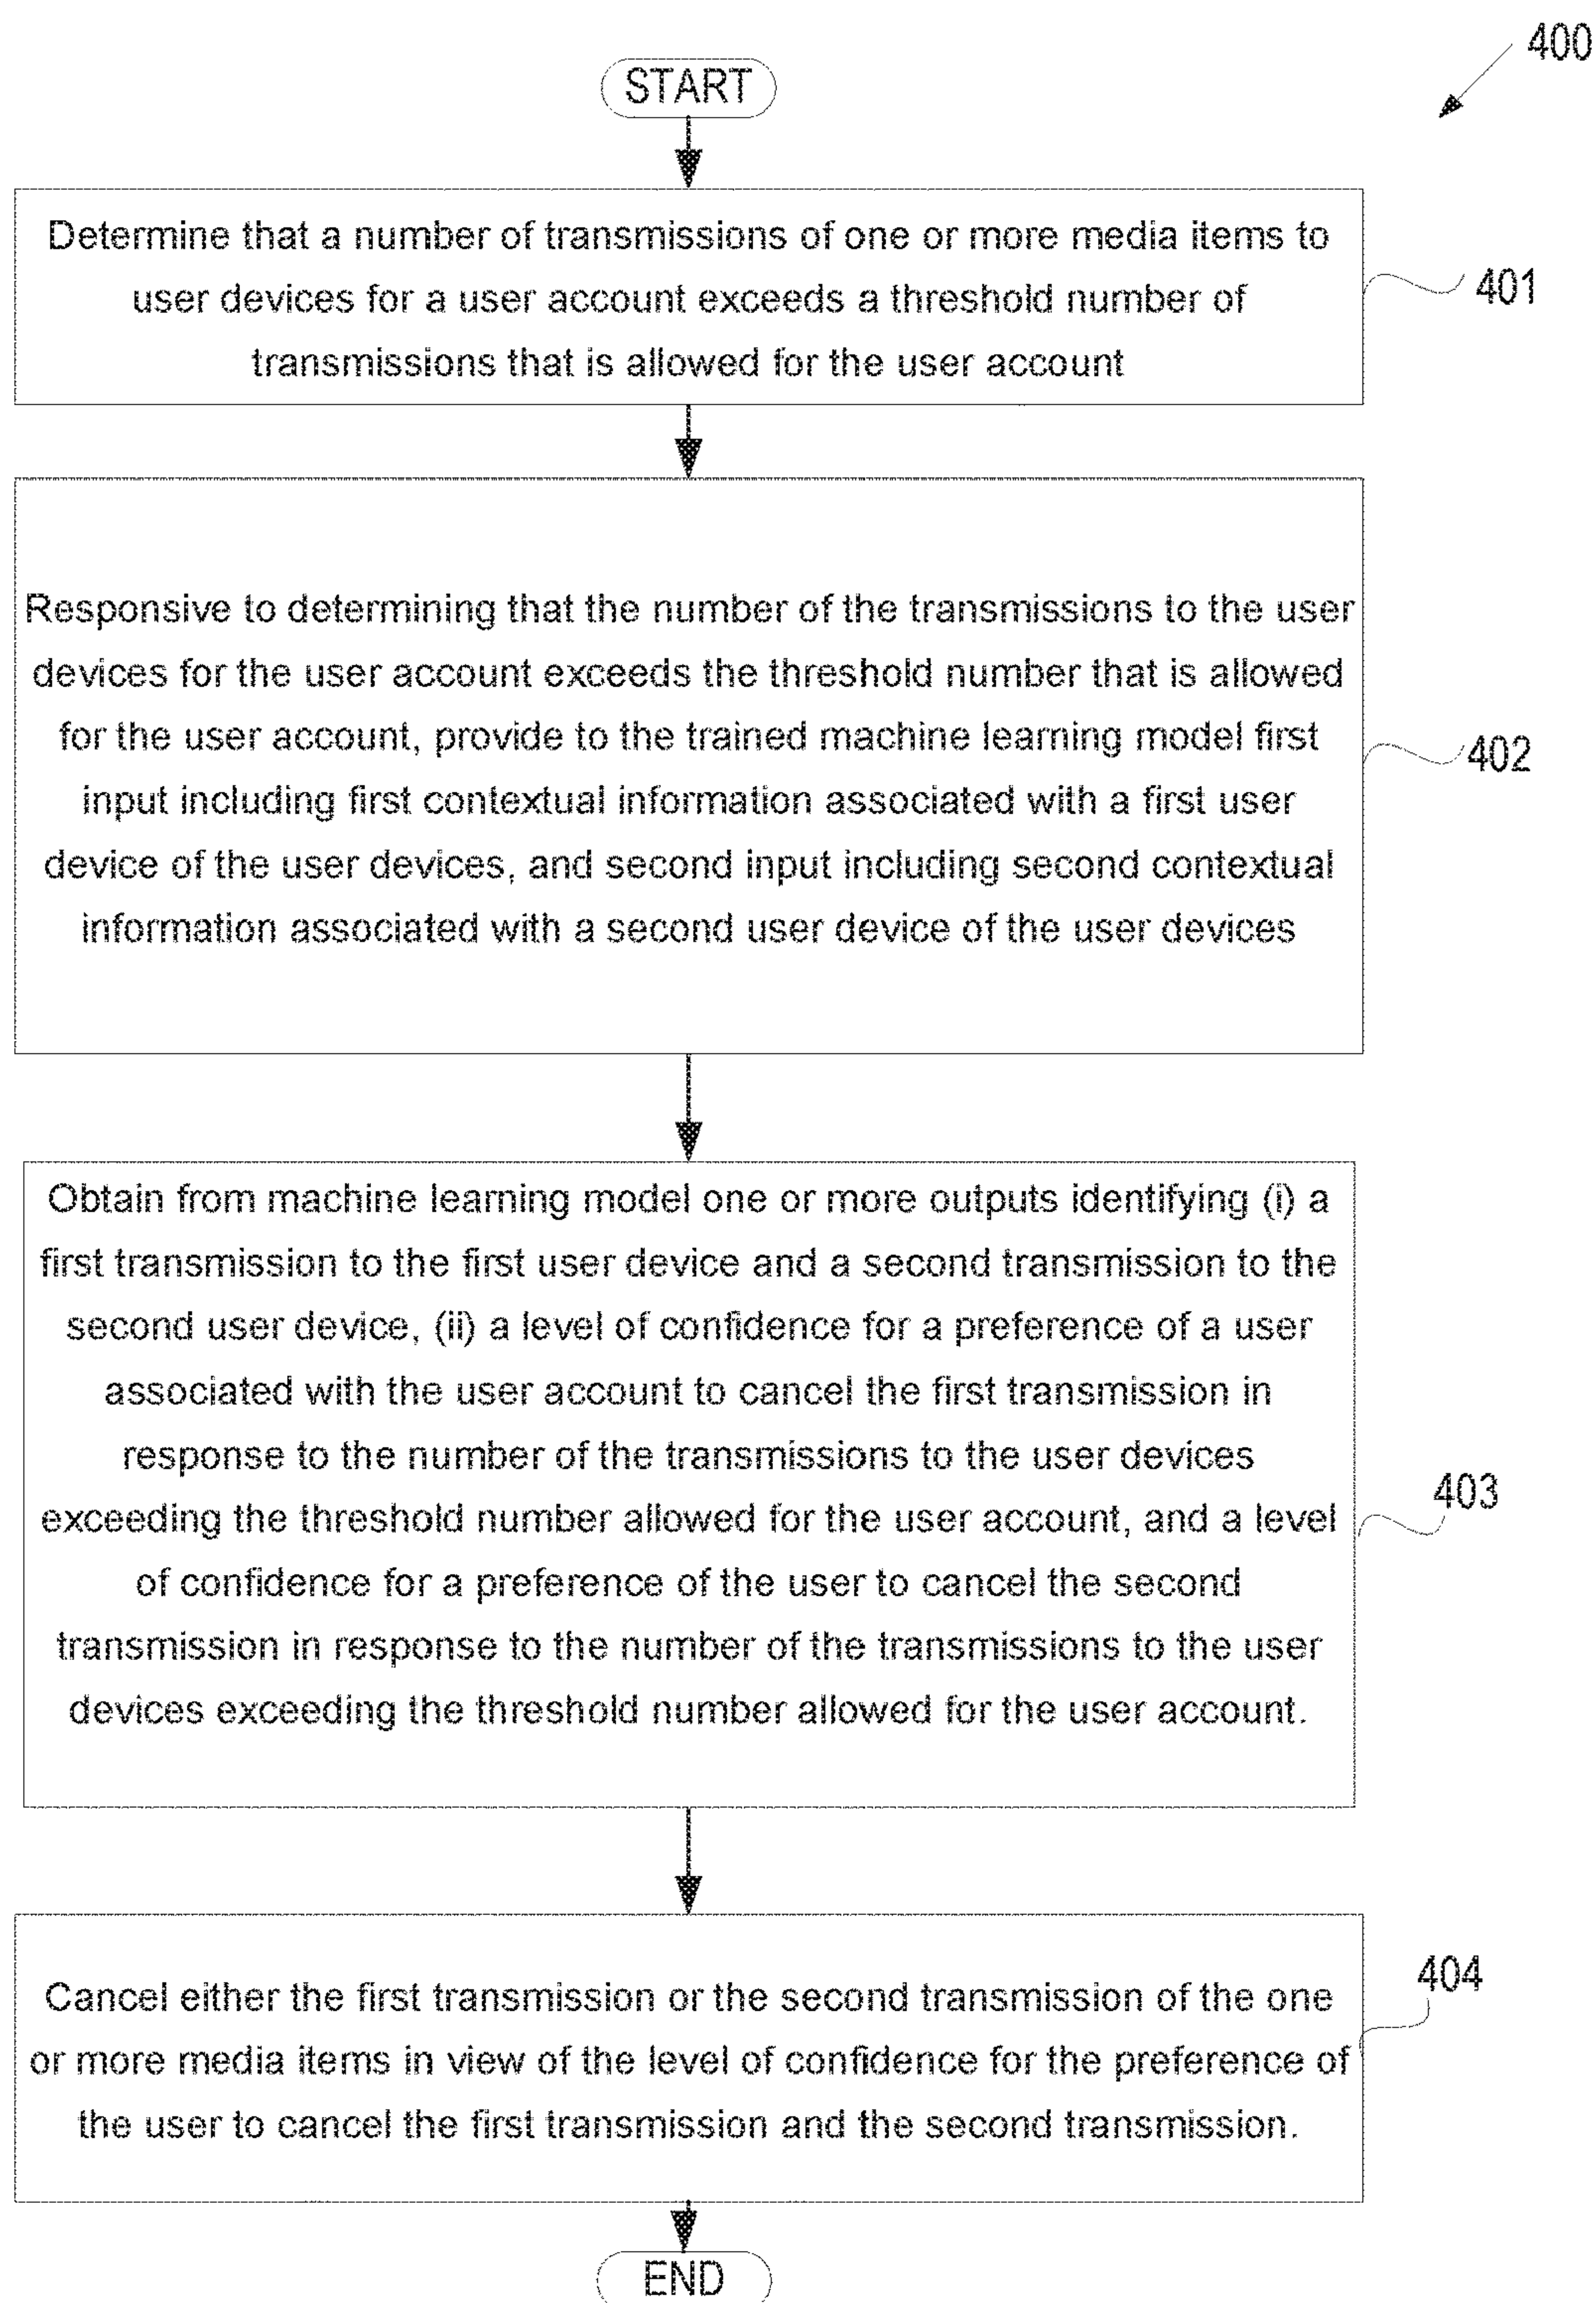 400
START
Determine that a number of transmissions of one or more media items to
user devices for a user account exceeds a threshold number of
transmissions that is allowed for the user account
401
Responsive to determining that the number of the transmissions to the user
devices for the user account exceeds the threshold number that is allowed
for the user account, provide to the trained machine learning model first
input including first contextual information associated with a first user
device of the user devices, and second input including second contextual
information associated with a second user device of the user devices
402
Obtain from machine learning model one or more outputs identifying (i) a
first transmission to the first user device and a second transmission to the
second user device, (ii) a level of confidence for a preference of a user
associated with the user account to cancel the first transmission in
response to the number of the transmissions to the user devices
exceeding the threshold number allowed for the user account, and a level
of confidence for a preference of the user to cancel the second
transmission in response to the number of the transmissions to the user
devices exceeding the threshold number allowed for the user account.
403
Cancel either the first transmission or the second transmission of the one
or more media items in view of the level of confidence for the preference of
the user to cancel the first transmission and the second transmission.
404
END